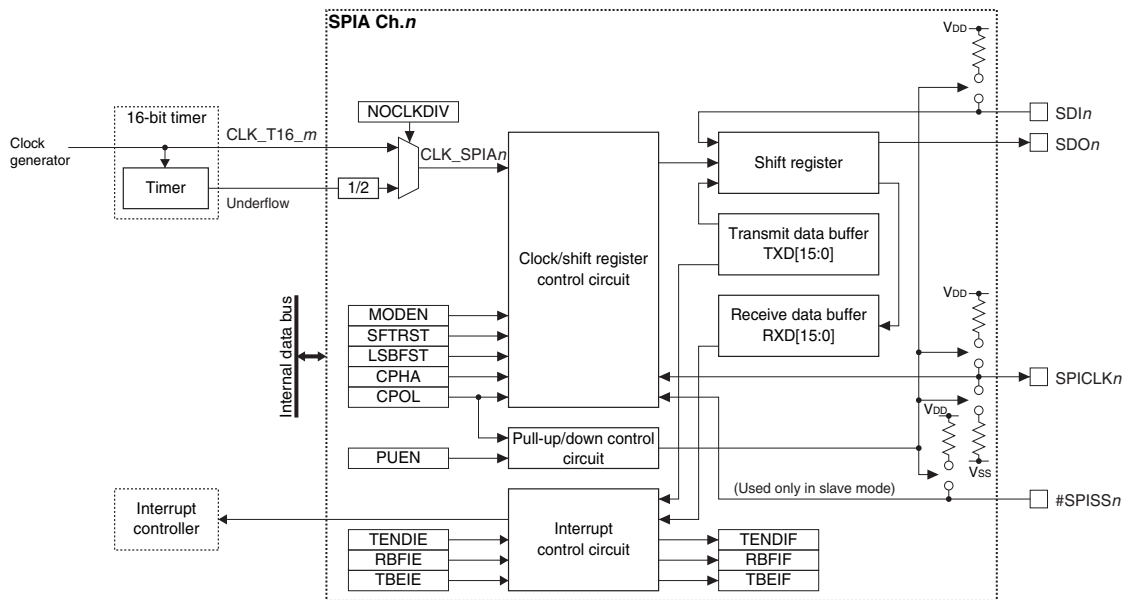 SPIA Ch.n
VDD
NOCLKDIV
16-bit timer
CLK_T16_m
SDIn
Clock
generator
CLK_SPIAn
Shift register
SDOn
Timer
1/2
Underflow
Transmit data buffer
TXD[15:0]
Clock/shift register
control circuit
VDD
Internal data bus
MODEN
SFTRST
LSBFST
CPHA
CPOL
Receive data buffer
RXD[15:0]
SPICLKn
VDD
Pull-up/down control
circuit
PUEN
VSS
(Used only in slave mode)
#SPISSn
Interrupt
controller
Interrupt
control circuit
TENDIE
RBFIE
TBEIE
TENDIF
RBFIF
TBEIF